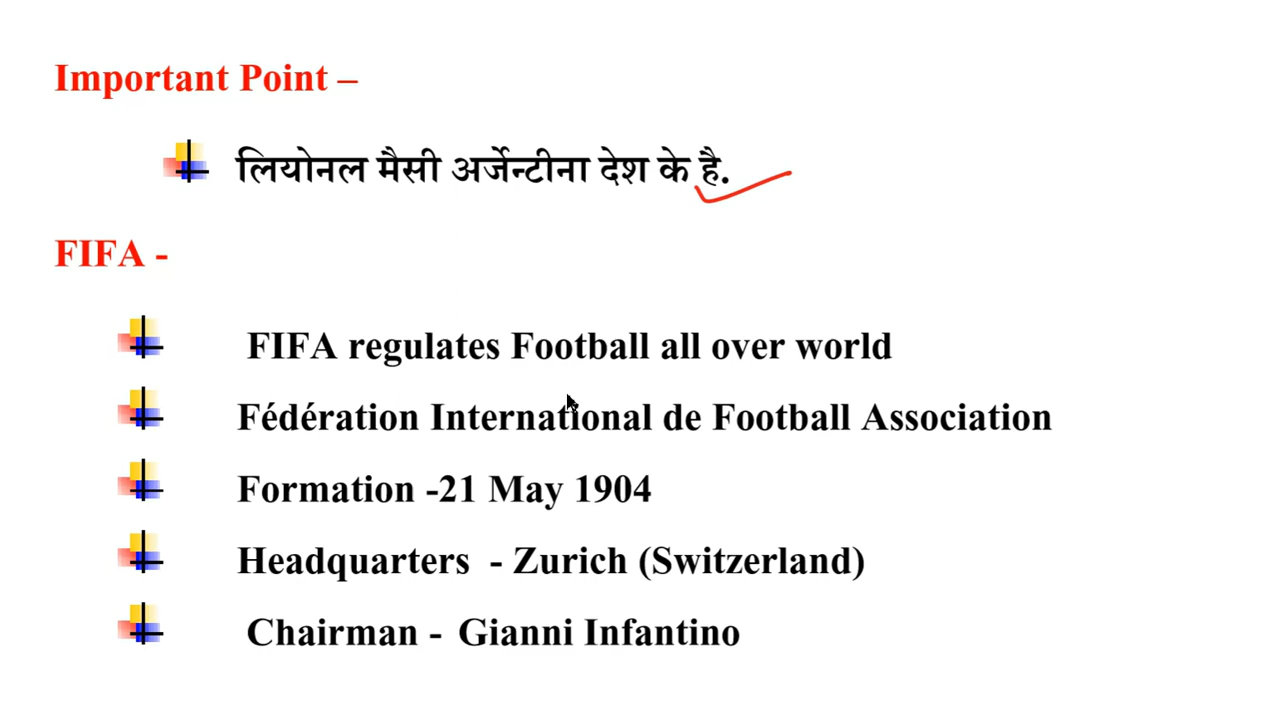 Important Point –
लियोनल मैसी अर्जेन्टीना देश के है.
FIFA -
FIFA regulates Football all over world
Fédération International de Football Association
Formation -21 May 1904
Headquarters - Zurich (Switzerland)
Chairman - Gianni Infantino